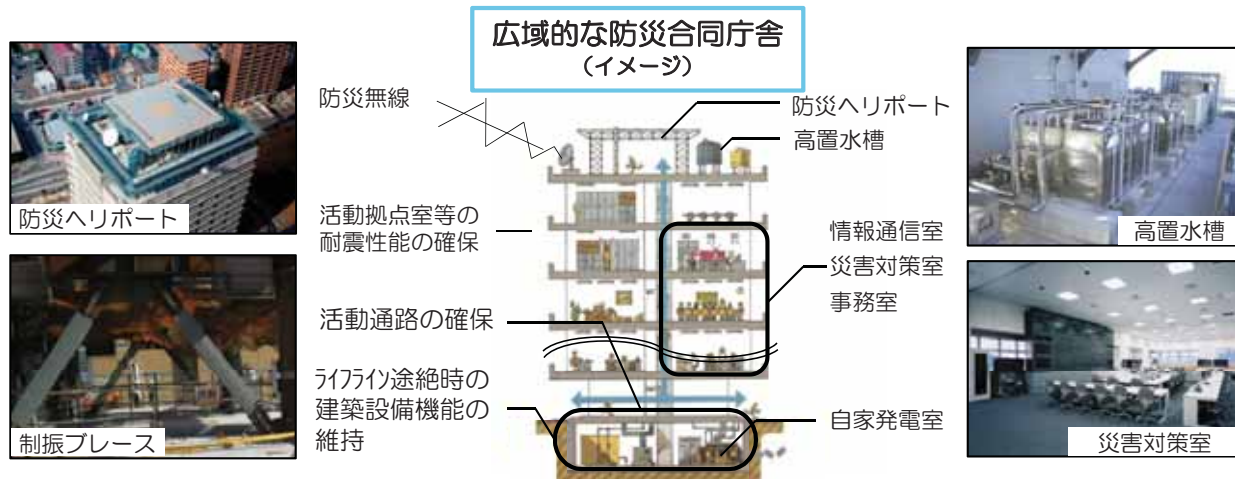 広域的な防災合同庁舎
（イメージ）
防災無線
防災ヘリポート
高置水槽
防災ヘリポート
高置水槽
活動拠点室等の
耐震性能の確保
情報通信室
災害対策室
事務室
活動通路の確保
ﾗｲﾌﾗｲﾝ途絶時の
建築設備機能の
維持
自家発電室
制振ブレース
災害対策室